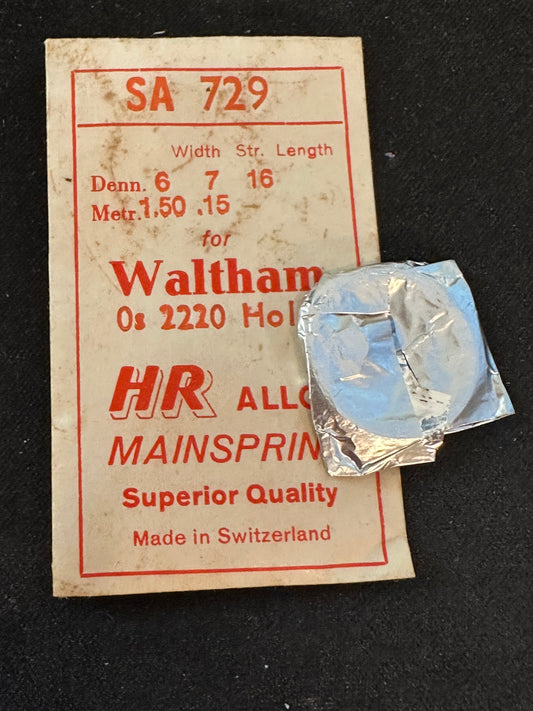 SA 729
Width Str. Length
Denn. 6 7 16
Metr. 1.50 .15
for
Waltham
0s 2220 Hol
HR ALLO
MAINSPRIN
Superior Quality
Made in Switzerland